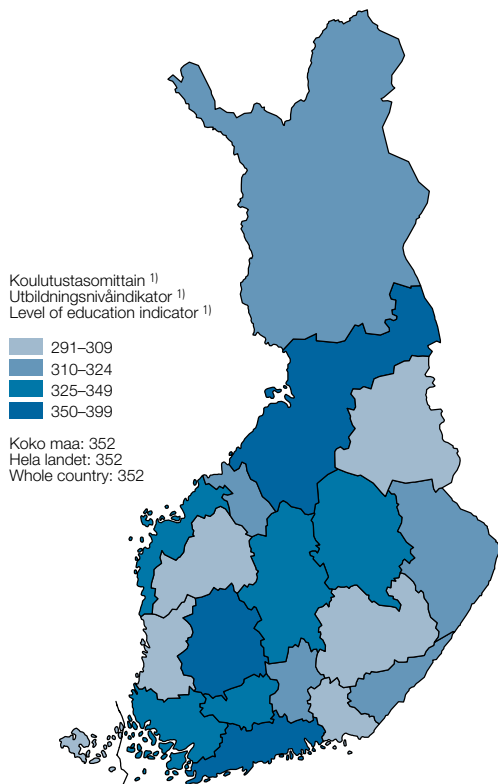 Koulutustasomittain 1)
Utbildningsnivåindikator 1)
Level of education indicator 1)
291–309
310–324
325–349
350–399
Koko maa: 352
Hela landet: 352
Whole country: 352